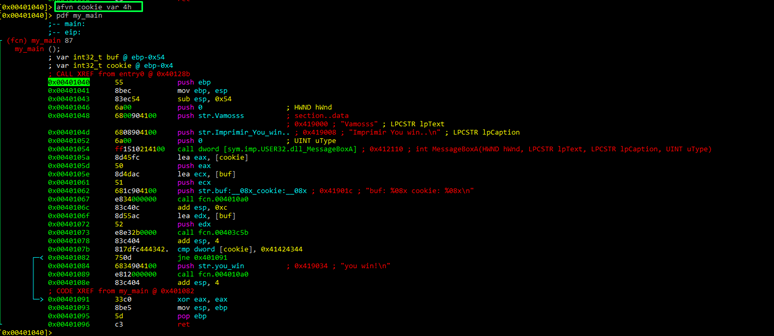 [0x00401040]> afvn cookie var_4h
[0x00401040]> pdf my_main
;-- main:
;-- eip:
(fcn) my_main 87
my_main ();
; var int32_t buf @ ebp-0x54
; var int32_t cookie @ ebp-0x4
; CALL XREF from entry0 @ 0x40128b
0x00401040 55 push ebp
0x00401041 8bec mov ebp, esp
0x00401043 83ec54 sub esp, 0x54
0x00401046 6a00 push 0 ; HWND hWnd
0x00401048 6800904100 push str.Vamosss ; section..data
; 0x419000 ; "Vamosss" ; LPCSTR lpText
0x0040104d 6808904100 push str.Imprimir_You_win.. ; 0x419008 ; "Imprimir You win..\n" ; LPCSTR lpCaption
0x00401052 6a00 push 0 ; UINT uType
0x00401054 ff1510214100 call dword [sym.imp.USER32.dll_MessageBoxA] ; 0x412110 ; int MessageBoxA(HWND hWnd, LPCSTR lpText, LPCSTR lpCaption, UINT uType)
0x0040105a 8d45fc lea eax, [cookie]
0x0040105d 50 push eax
0x0040105e 8d4dac lea ecx, [buf]
0x00401061 51 push ecx
0x00401062 681c904100 push str.buf:__08x_cookie:__08x ; 0x41901c ; "buf: %08x cookie: %08x\n"
0x00401067 e834000000 call fcn.004010a0
0x0040106c 83c40c add esp, 0xc
0x0040106f 8d55ac lea edx, [buf]
0x00401072 52 push edx
0x00401073 e8e32b0000 call fcn.00403c5b
0x00401078 83c404 add esp, 4
0x0040107b 817dfc444342. cmp dword [cookie], 0x41424344
0x00401082 750d jne 0x401091
0x00401084 6834904100 push str.you_win ; 0x419034 ; "you win!\n"
0x00401089 e812000000 call fcn.004010a0
0x0040108e 83c404 add esp, 4
; CODE XREF from my_main @ 0x401082
0x00401091 33c0 xor eax, eax
0x00401093 8be5 mov esp, ebp
0x00401095 5d pop ebp
0x00401096 c3 ret
[0x00401040]>